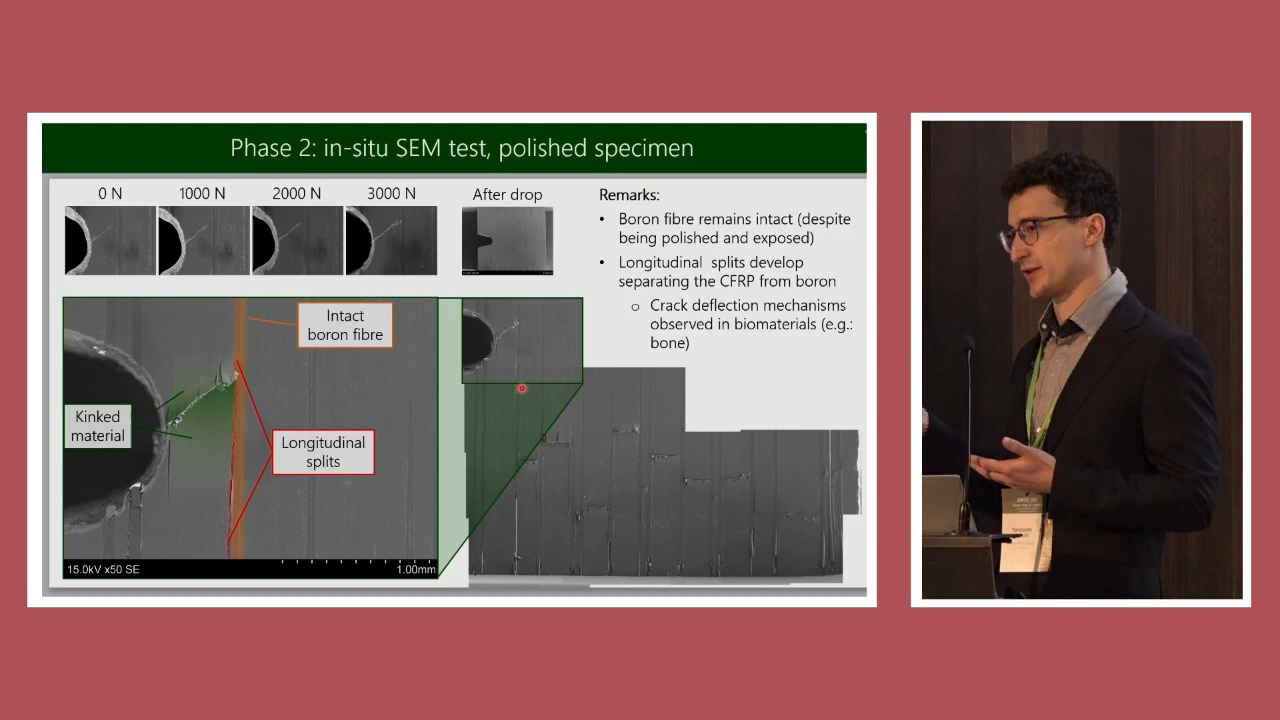 Phase 2: in-situ SEM test, polished specimen
0 N
1000 N
2000 N
3000 N
After drop
Remarks:
• Boron fibre remains intact (despite
being polished and exposed)
• Longitudinal splits develop
separating the CFRP from boron
o Crack deflection mechanisms
observed in biomaterials (e.g.:
bone)
Intact
boron fibre
Kinked
material
Longitudinal
splits
15.0kV x50 SE
1.00mm